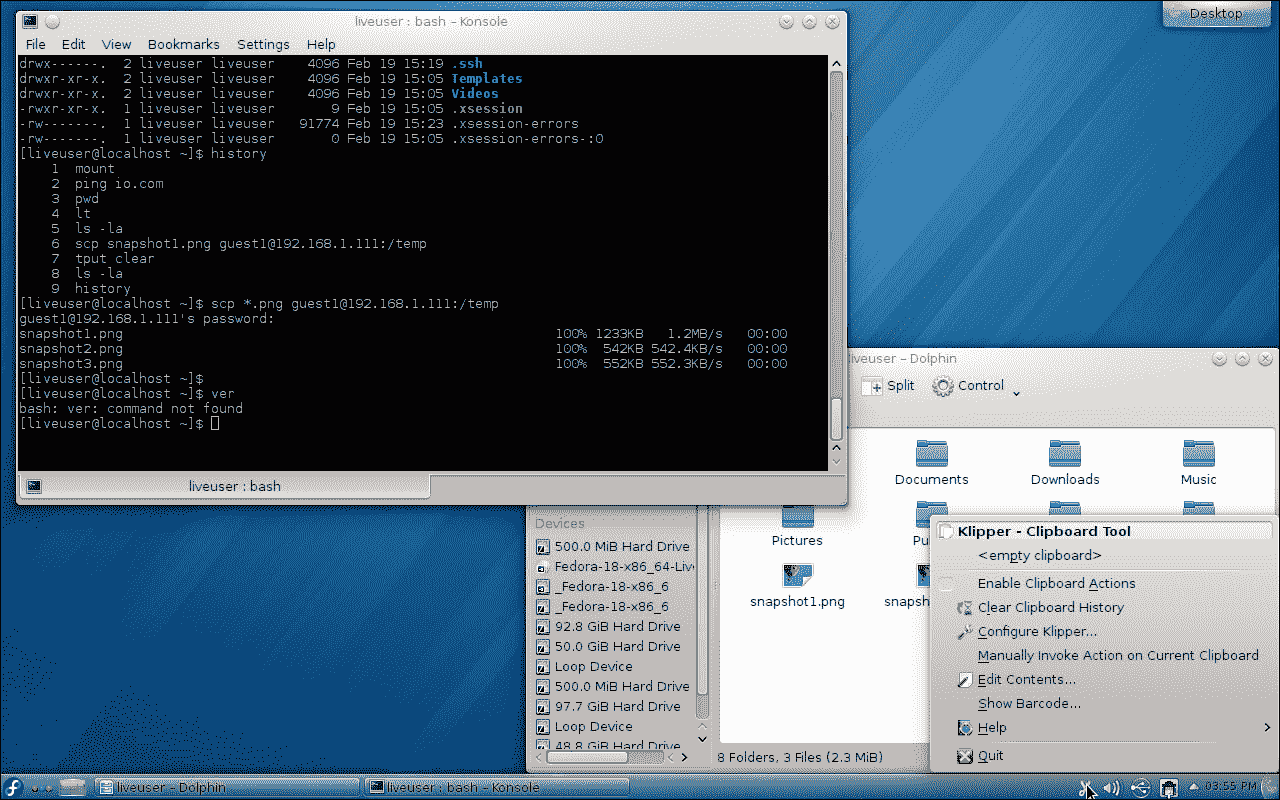 liveuser : bash – Konsole
Desktop
File Edit View Bookmarks Settings Help
drwx------. 2 liveuser liveuser 4096 Feb 19 15:19 .ssh
drwxr-xr-x. 2 liveuser liveuser 4096 Feb 19 15:05 Templates
drwxr-xr-x. 2 liveuser liveuser 4096 Feb 19 15:05 Videos
-rwxr-xr-x. 1 liveuser liveuser 9 Feb 19 15:05 .xsession
-rw-------. 1 liveuser liveuser 91774 Feb 19 15:23 .xsession-errors
-rw-------. 1 liveuser liveuser 0 Feb 19 15:05 .xsession-errors-:0
[liveuser@localhost ~]$ history
1 mount
2 ping io.com
3 pwd
4 lt
5 ls -la
6 scp snapshot1.png guest1@192.168.1.111:/temp
7 tput clear
8 ls -la
9 history
[liveuser@localhost ~]$ scp *.png guest1@192.168.1.111:/temp
guest1@192.168.1.111's password:
snapshot1.png 100% 1233KB 1.2MB/s 00:00
snapshot2.png 100% 542KB 542.4KB/s 00:00
snapshot3.png 100% 552KB 552.3KB/s 00:00
[liveuser@localhost ~]$
[liveuser@localhost ~]$ ver
bash: ver: command not found
[liveuser@localhost ~]$
liveuser : bash
liveuser – Dolphin
Split Control
Documents Downloads Music
Pictures Pu
snapshot1.png snapsh
Devices
500.0 MiB Hard Drive
Fedora-18-x86_64-Liv
_Fedora-18-x86_6
_Fedora-18-x86_6
92.8 GiB Hard Drive
50.0 GiB Hard Drive
Loop Device
500.0 MiB Hard Drive
97.7 GiB Hard Drive
Loop Device
48.8 GiB Hard Drive
8 Folders, 3 Files (2.3 MiB)
Klipper – Clipboard Tool
<empty clipboard>
Enable Clipboard Actions
Clear Clipboard History
Configure Klipper...
Manually Invoke Action on Current Clipboard
Edit Contents...
Show Barcode...
Help
Quit
liveuser – Dolphin
liveuser : bash – Konsole
03:55 PM